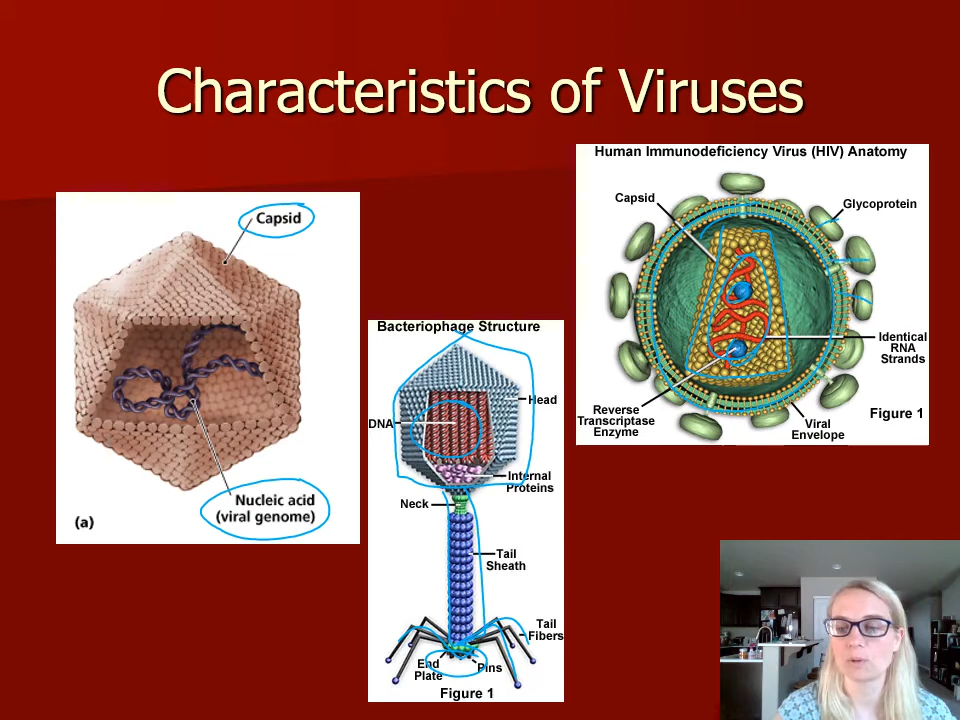 Characteristics of Viruses
Capsid
Nucleic acid
(viral genome)
(a)
Bacteriophage Structure
Head
DNA
Internal
Proteins
Neck
Tail
Sheath
Tail
Fibers
End
Plate
Pins
Figure 1
Human Immunodeficiency Virus (HIV) Anatomy
Capsid
Glycoprotein
Identical
RNA
Strands
Reverse
Transcriptase
Enzyme
Viral
Envelope
Figure 1